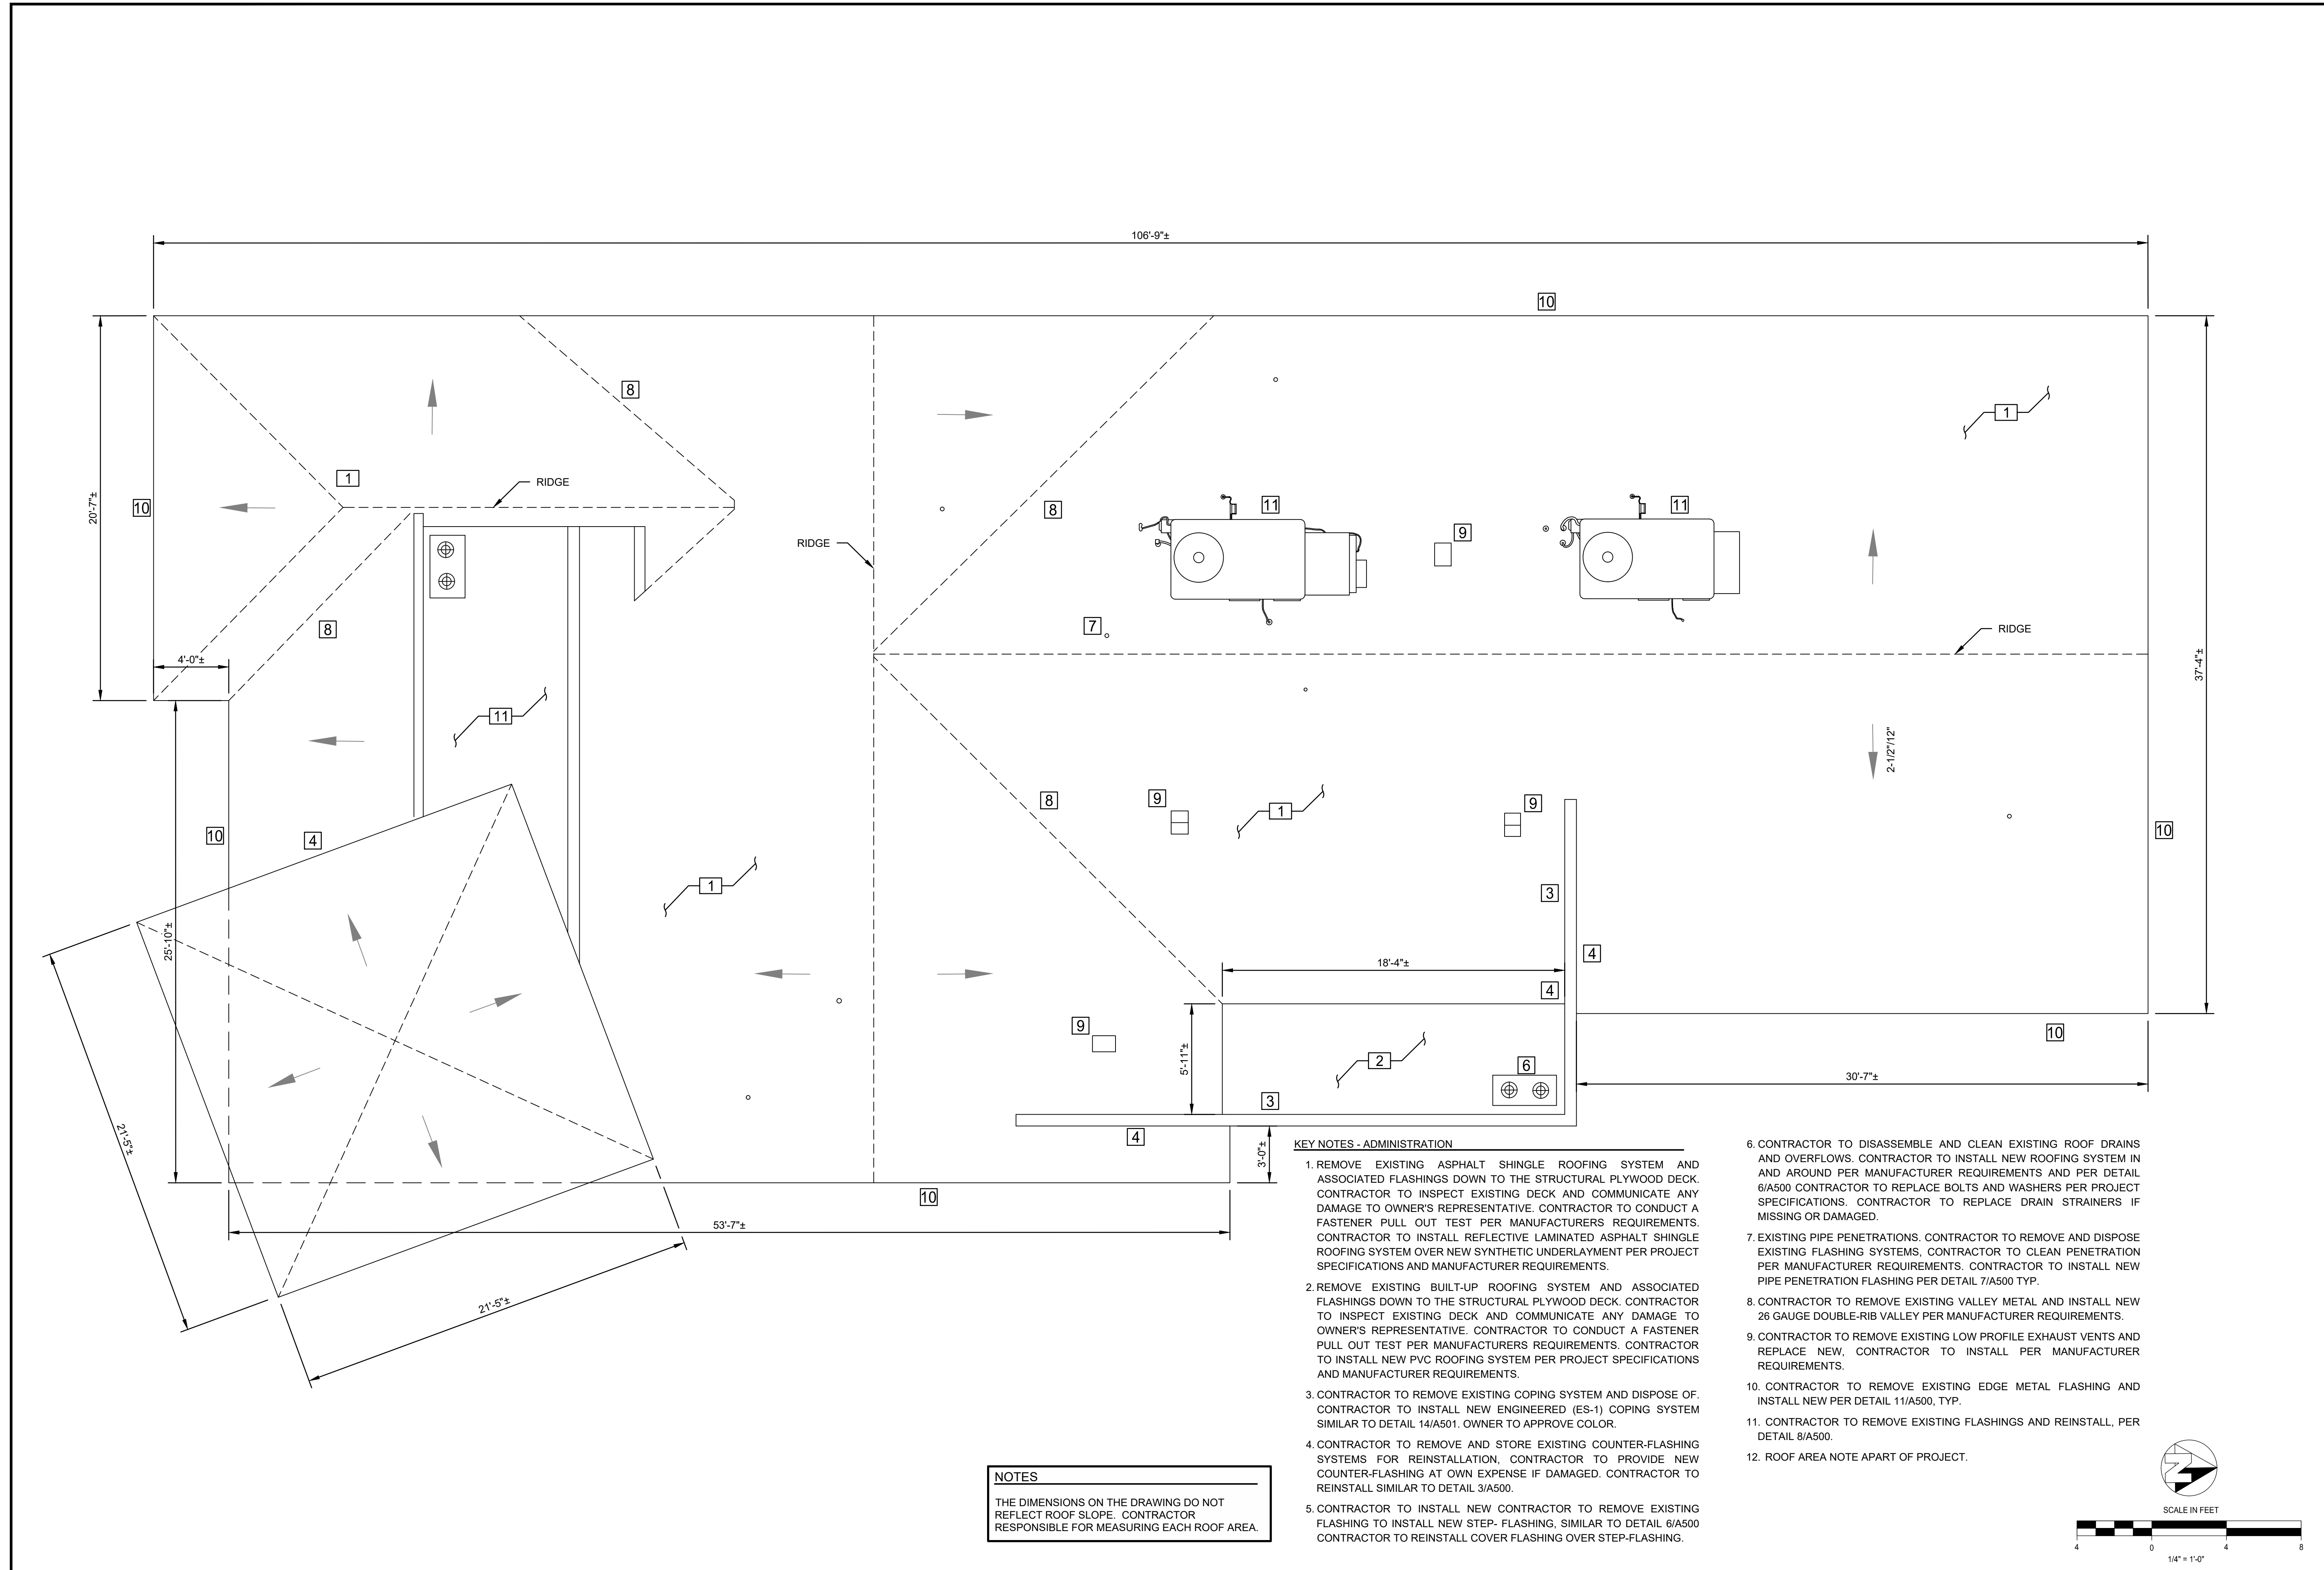 106'-9"±
10
8
1
20'-7"±
10
RIDGE
1
8
11
11
9
RIDGE
7
RIDGE
8
4'-0"±
37'-4"±
11
2-1/2"/12"
8
9
1
9
10
10
4
1
3
25'-10"±
4
18'-4"±
4
9
10
5'-11"±
2
6
30'-7"±
3
4
21'-5"±
3'-0"±
10
53'-7"±
21'-5"±
KEY NOTES - ADMINISTRATION
1. REMOVE EXISTING ASPHALT SHINGLE ROOFING SYSTEM AND
ASSOCIATED FLASHINGS DOWN TO THE STRUCTURAL PLYWOOD DECK.
CONTRACTOR TO INSPECT EXISTING DECK AND COMMUNICATE ANY
DAMAGE TO OWNER'S REPRESENTATIVE. CONTRACTOR TO CONDUCT A
FASTENER PULL OUT TEST PER MANUFACTURERS REQUIREMENTS.
CONTRACTOR TO INSTALL REFLECTIVE LAMINATED ASPHALT SHINGLE
ROOFING SYSTEM OVER NEW SYNTHETIC UNDERLAYMENT PER PROJECT
SPECIFICATIONS AND MANUFACTURER REQUIREMENTS.
2. REMOVE EXISTING BUILT-UP ROOFING SYSTEM AND ASSOCIATED
FLASHINGS DOWN TO THE STRUCTURAL PLYWOOD DECK. CONTRACTOR
TO INSPECT EXISTING DECK AND COMMUNICATE ANY DAMAGE TO
OWNER'S REPRESENTATIVE. CONTRACTOR TO CONDUCT A FASTENER
PULL OUT TEST PER MANUFACTURERS REQUIREMENTS. CONTRACTOR
TO INSTALL NEW PVC ROOFING SYSTEM PER PROJECT SPECIFICATIONS
AND MANUFACTURER REQUIREMENTS.
3. CONTRACTOR TO REMOVE EXISTING COPING SYSTEM AND DISPOSE OF.
CONTRACTOR TO INSTALL NEW ENGINEERED (ES-1) COPING SYSTEM
SIMILAR TO DETAIL 14/A501. OWNER TO APPROVE COLOR.
4. CONTRACTOR TO REMOVE AND STORE EXISTING COUNTER-FLASHING
SYSTEMS FOR REINSTALLATION, CONTRACTOR TO PROVIDE NEW
COUNTER-FLASHING AT OWN EXPENSE IF DAMAGED. CONTRACTOR TO
REINSTALL SIMILAR TO DETAIL 3/A500.
5. CONTRACTOR TO INSTALL NEW CONTRACTOR TO REMOVE EXISTING
FLASHING TO INSTALL NEW STEP- FLASHING, SIMILAR TO DETAIL 6/A500
CONTRACTOR TO REINSTALL COVER FLASHING OVER STEP-FLASHING.
6. CONTRACTOR TO DISASSEMBLE AND CLEAN EXISTING ROOF DRAINS
AND OVERFLOWS. CONTRACTOR TO INSTALL NEW ROOFING SYSTEM IN
AND AROUND PER MANUFACTURER REQUIREMENTS AND PER DETAIL
6/A500 CONTRACTOR TO REPLACE BOLTS AND WASHERS PER PROJECT
SPECIFICATIONS. CONTRACTOR TO REPLACE DRAIN STRAINERS IF
MISSING OR DAMAGED.
7. EXISTING PIPE PENETRATIONS. CONTRACTOR TO REMOVE AND DISPOSE
EXISTING FLASHING SYSTEMS, CONTRACTOR TO CLEAN PENETRATION
PER MANUFACTURER REQUIREMENTS. CONTRACTOR TO INSTALL NEW
PIPE PENETRATION FLASHING PER DETAIL 7/A500 TYP.
8. CONTRACTOR TO REMOVE EXISTING VALLEY METAL AND INSTALL NEW
26 GAUGE DOUBLE-RIB VALLEY PER MANUFACTURER REQUIREMENTS.
9. CONTRACTOR TO REMOVE EXISTING LOW PROFILE EXHAUST VENTS AND
REPLACE NEW, CONTRACTOR TO INSTALL PER MANUFACTURER
REQUIREMENTS.
10. CONTRACTOR TO REMOVE EXISTING EDGE METAL FLASHING AND
INSTALL NEW PER DETAIL 11/A500, TYP.
11. CONTRACTOR TO REMOVE EXISTING FLASHINGS AND REINSTALL, PER
DETAIL 8/A500.
12. ROOF AREA NOTE APART OF PROJECT.
NOTES
THE DIMENSIONS ON THE DRAWING DO NOT
REFLECT ROOF SLOPE. CONTRACTOR
RESPONSIBLE FOR MEASURING EACH ROOF AREA.
SCALE IN FEET
4 0 4 8
1/4" = 1'-0"